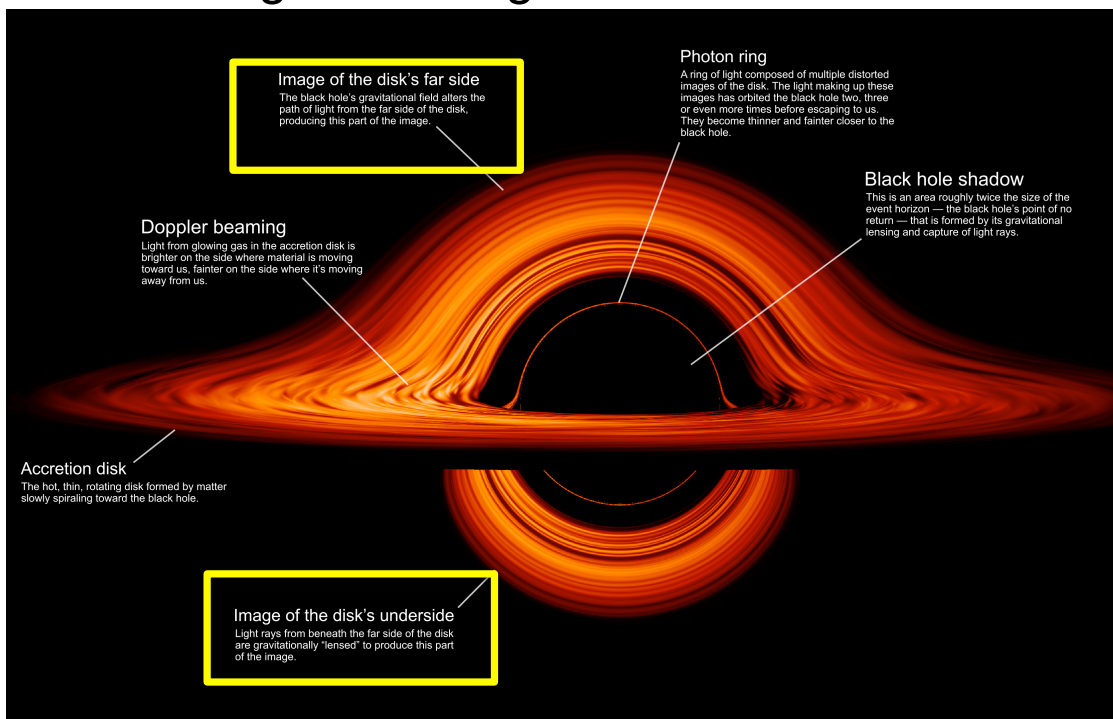 Image of the disk's far side
The black hole's gravitational field alters the
path of light from the far side of the disk,
producing this part of the image.
Photon ring
A ring of light composed of multiple distorted
images of the disk. The light making up these
images has orbited the black hole two, three
or even more times before escaping to us.
They become thinner and fainter closer to the
black hole.
Black hole shadow
This is an area roughly twice the size of the
event horizon — the black hole's point of no
return — that is formed by its gravitational
lensing and capture of light rays.
Doppler beaming
Light from glowing gas in the accretion disk is
brighter on the side where material is moving
toward us, fainter on the side where it's moving
away from us.
Accretion disk
The hot, thin, rotating disk formed by matter
slowly spiraling toward the black hole.
Image of the disk's underside
Light rays from beneath the far side of the disk
are gravitationally "lensed" to produce this part
of the image.